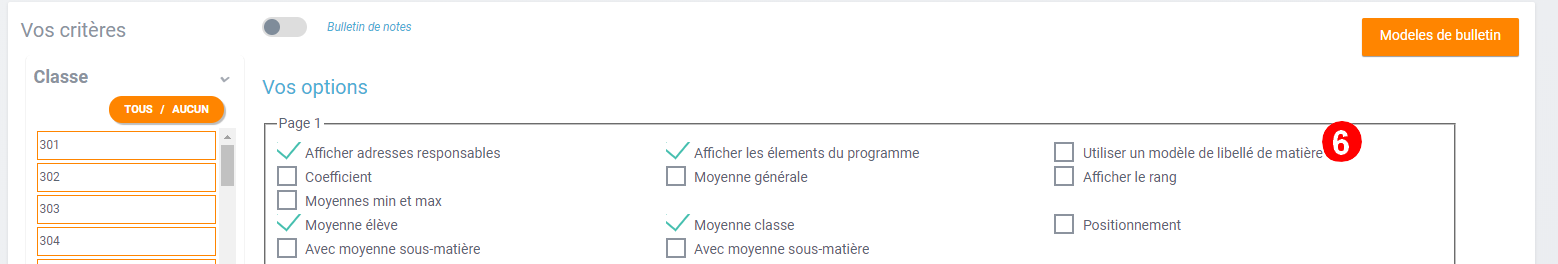 Vos critères
Bulletin de notes
Modeles de bulletin
Classe
TOUS / AUCUN
301
302
303
304
Vos options
Page 1
Afficher adresses responsables
Afficher les élements du programme
Utiliser un modèle de libellé de matière
6
Coefficient
Moyenne générale
Afficher le rang
Moyennes min et max
Moyenne élève
Moyenne classe
Positionnement
Avec moyenne sous-matière
Avec moyenne sous-matière